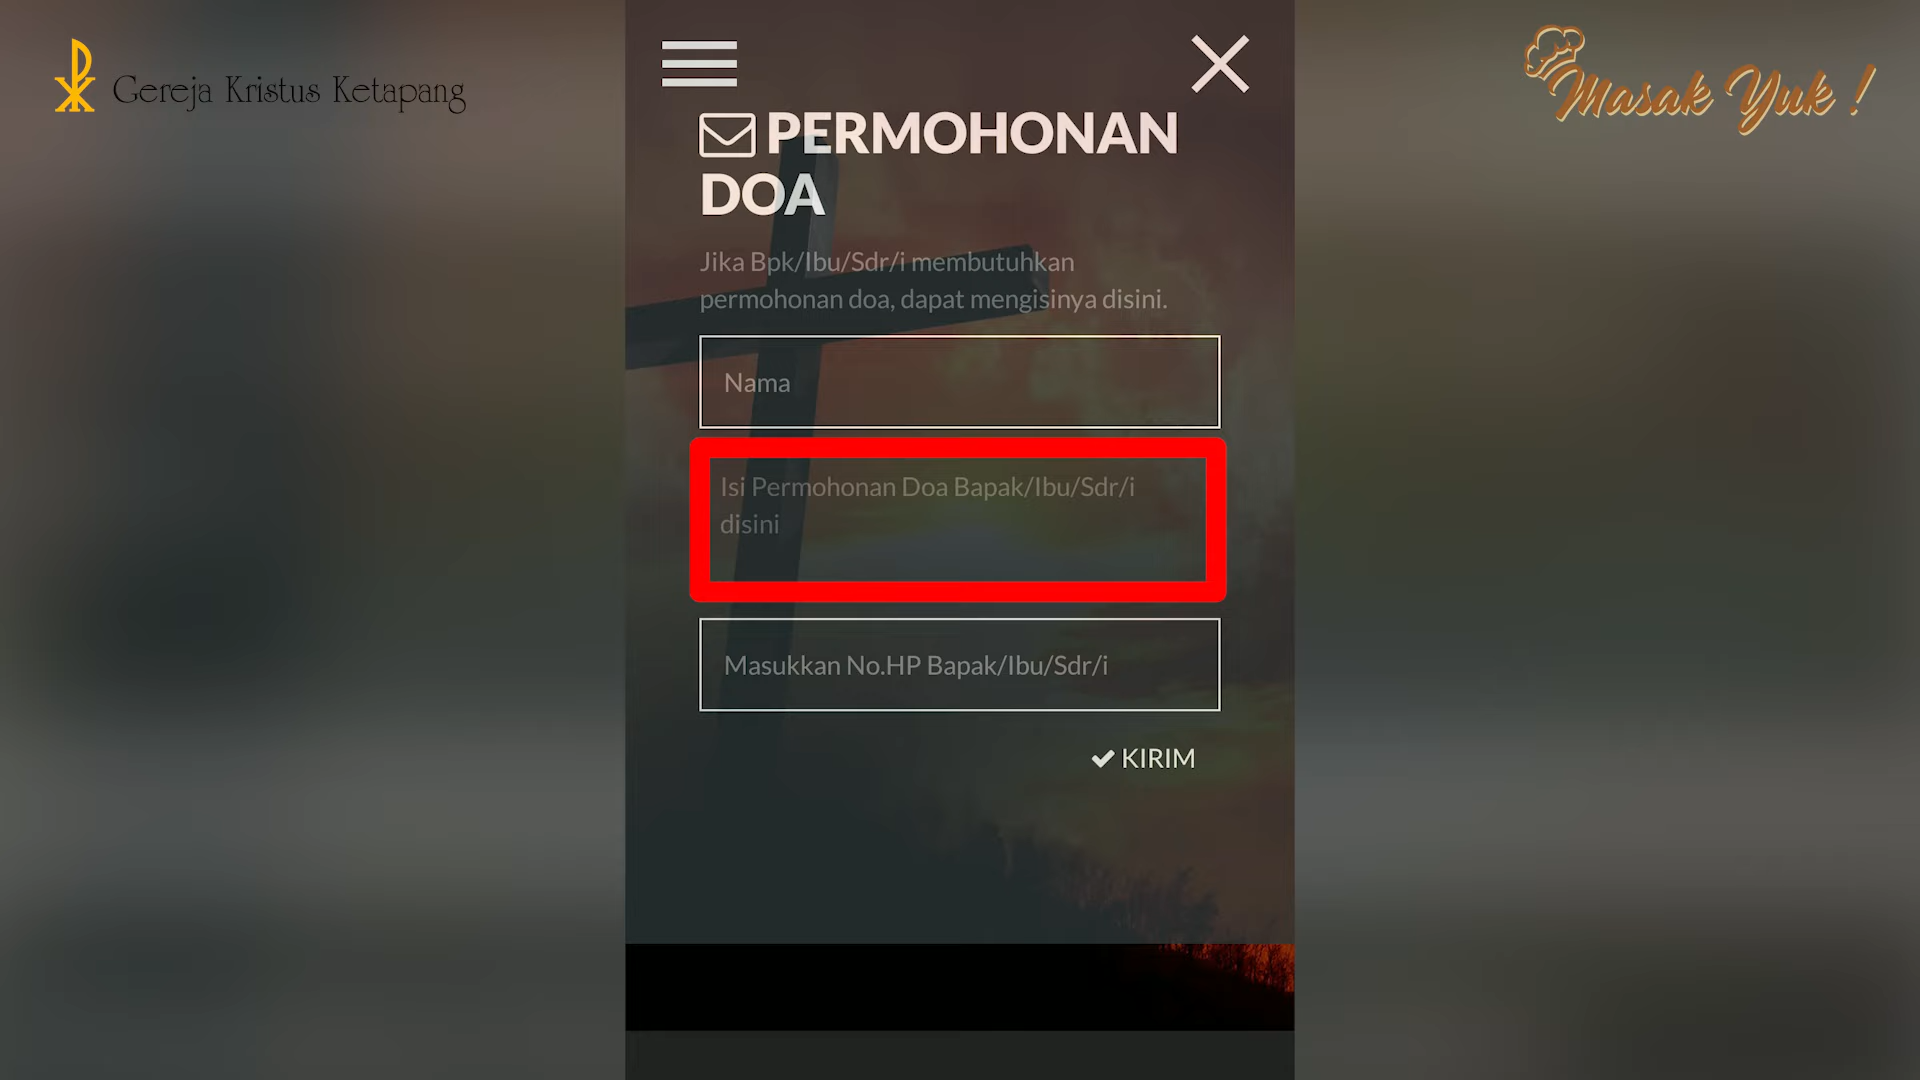 Gereja Kristus Ketapang
Masak Yuk !
PERMOHONAN
DOA
Jika Bpk/Ibu/Sdr/i membutuhkan
permohonan doa, dapat mengisinya disini.
Nama
Isi Permohonan Doa Bapak/Ibu/Sdr/i
disini
Masukkan No.HP Bapak/Ibu/Sdr/i
KIRIM